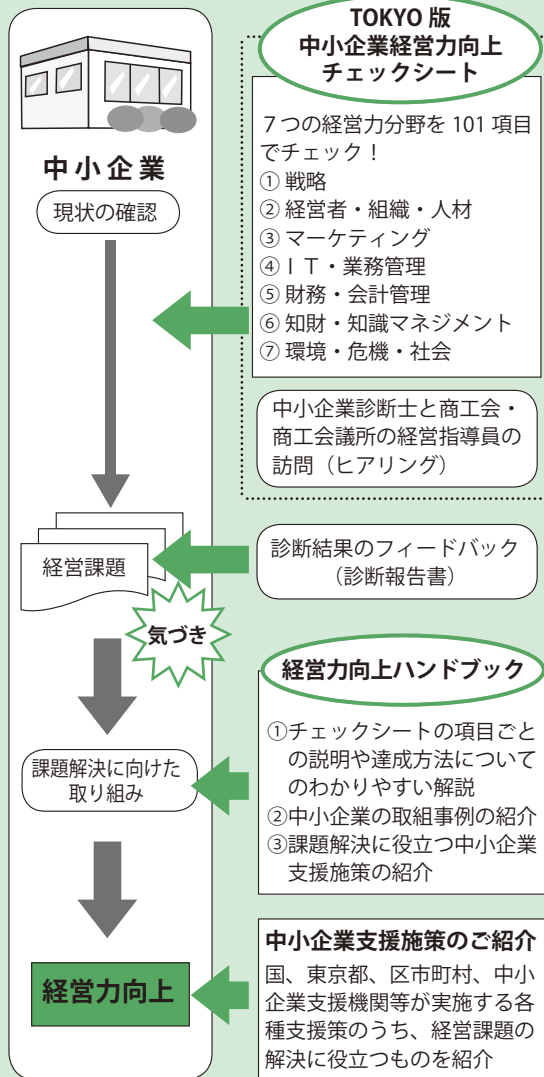 中小企業
現状の確認
TOKYO 版
中小企業経営力向上
チェックシート
７つの経営力分野を 101 項目
でチェック！
① 戦略
② 経営者・組織・人材
③ マーケティング
④ＩＴ・業務管理
⑤ 財務・会計管理
⑥ 知財・知識マネジメント
⑦ 環境・危機・社会
中小企業診断士と商工会・
商工会議所の経営指導員の
訪問（ヒアリング）
経営課題
診断結果のフィードバック
（診断報告書）
気づき
経営力向上ハンドブック
①チェックシートの項目ごと
の説明や達成方法について
のわかりやすい解説
②中小企業の取組事例の紹介
③課題解決に役立つ中小企業
支援施策の紹介
課題解決に向けた
取り組み
経営力向上
中小企業支援施策のご紹介
国、東京都、区市町村、中小
企業支援機関等が実施する各
種支援策のうち、経営課題の
解決に役立つものを紹介